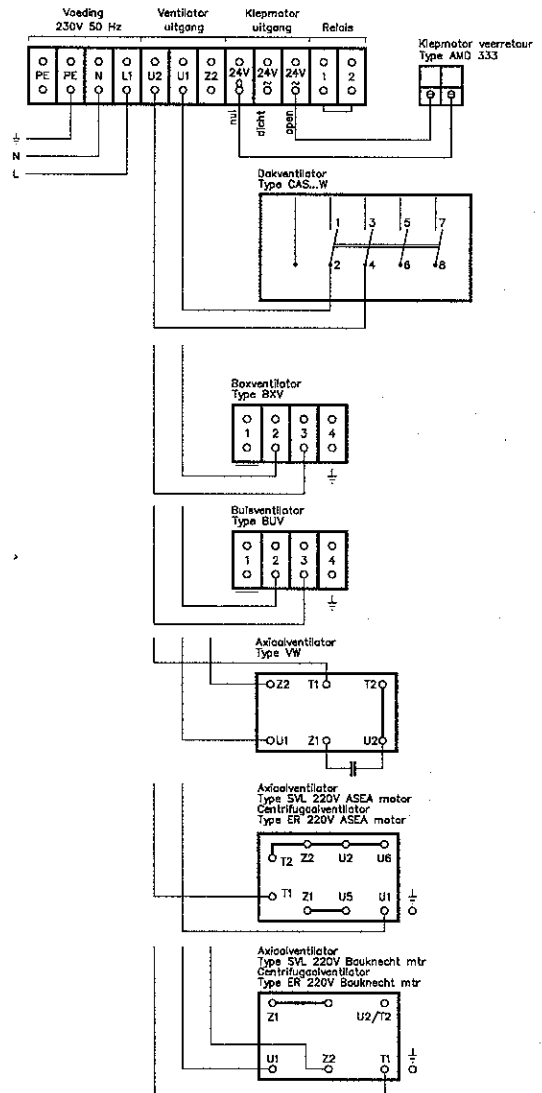 Voeding Ventilator Klepmotor
230V 50 Hz uitgang uitgang Relais
PE PE N L1 U2 U1 Z2 24V 24V 24V 1 2
0 ~ ~
nul dicht open
Klepmotor veerretour
Type AMD 333
N
L
Dakventilator
Type CAS...W
1 3 5 7
2 4 6 8
Boxventilator
Type BXV
1 2 3 4
Buisventilator
Type BUV
1 2 3 4
Axiaalventilator
Type VW
Z2 T1 T2
U1 Z1 U2
Axiaalventilator
Type SVL 220V ASEA motor
Centrifugaalventilator
Type ER 220V ASEA motor
T2 Z2 U2 U6
T1 Z1 U5 U1
Axiaalventilator
Type SVL 220V Bauknecht mtr
Centrifugaalventilator
Type ER 220V Bauknecht mtr
Z1 U2/T2
U1 Z2 T1